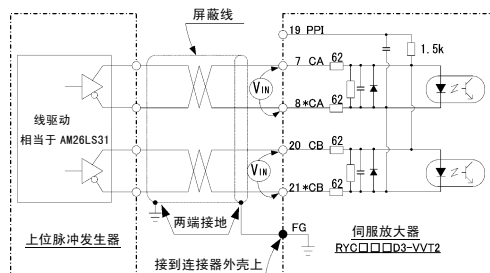 屏蔽线
19 PPI
1.5k
7 CA 62
线驱动
相当于 AM26LS31
VIN
8*CA 62
20 CB 62
VIN
21*CB 62
两端接地
FG
上位脉冲发生器
伺服放大器
RYC□□□D3-VVT2
接到连接器外壳上